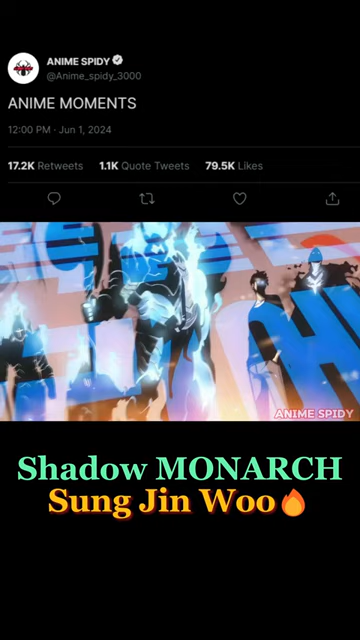 ANIME SPIDY
@Anime_spidy_3000
ANIME MOMENTS
12:00 PM · Jun 1, 2024
17.2K Retweets 1.1K Quote Tweets 79.5K Likes
ANIME SPIDY
Shadow MONARCH
Sung Jin Woo🔥